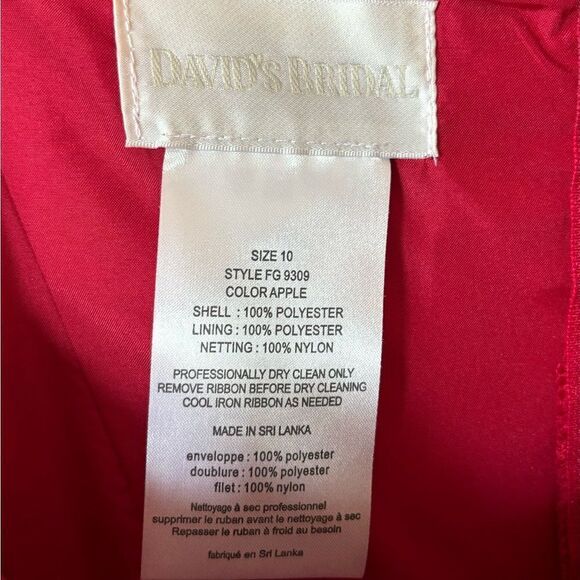 DAVID'S BRIDAL
SIZE 10
STYLE FG 9309
COLOR APPLE
SHELL : 100% POLYESTER
LINING : 100% POLYESTER
NETTING : 100% NYLON
PROFESSIONALLY DRY CLEAN ONLY
REMOVE RIBBON BEFORE DRY CLEANING
COOL IRON RIBBON AS NEEDED
MADE IN SRI LANKA
enveloppe : 100% polyester
doublure : 100% polyester
filet : 100% nylon
Nettoyage à sec professionnel
supprimer le ruban avant le nettoyage à sec
Repasser le ruban à froid au besoin
fabriqué en Sri Lanka